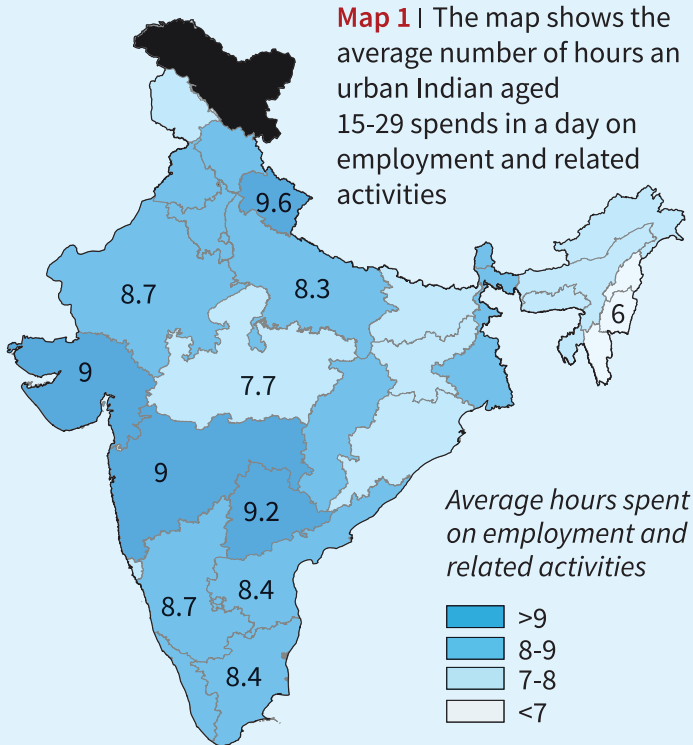 Map 1 | The map shows the
average number of hours an
urban Indian aged
15-29 spends in a day on
employment and related
activities
9.6
8.7
8.3
6
9
7.7
9
9.2
8.7
8.4
8.4
Average hours spent
on employment and
related activities
>9
8-9
7-8
<7